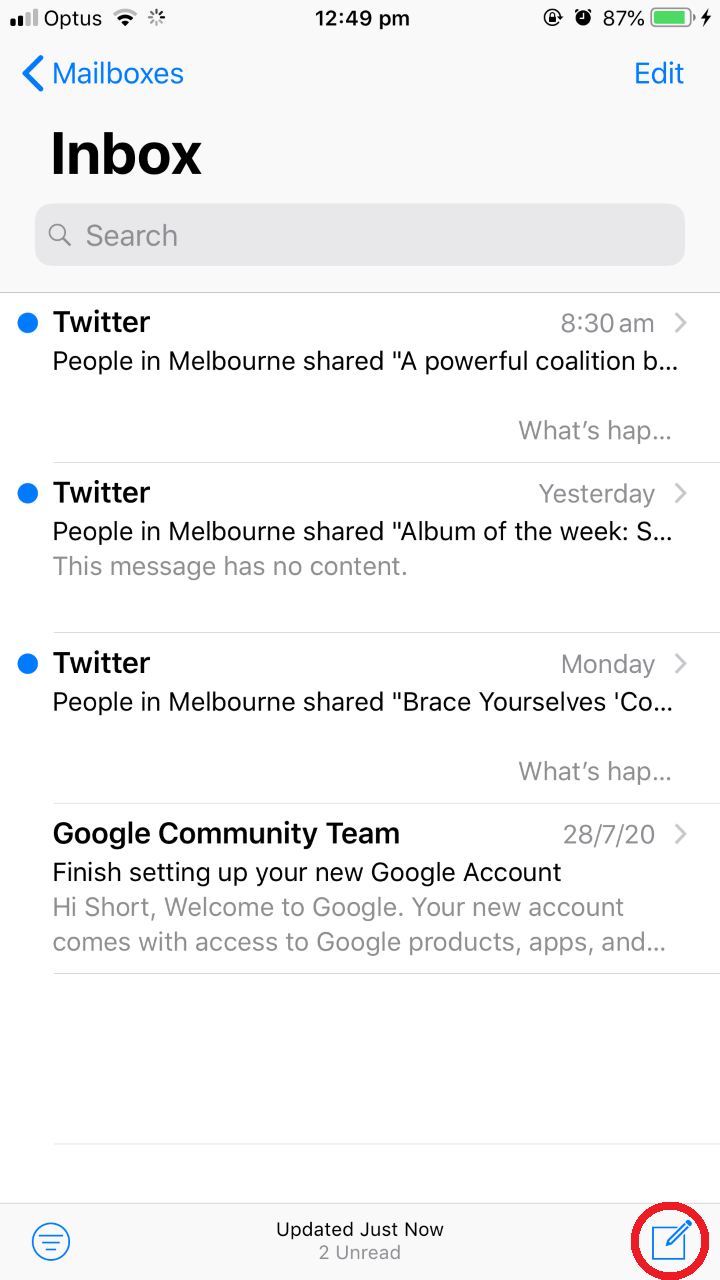 Optus 12:49 pm 87%
Mailboxes Edit
Inbox
Search
Twitter 8:30 am
People in Melbourne shared "A powerful coalition b...
What's hap...
Twitter Yesterday
People in Melbourne shared "Album of the week: S...
This message has no content.
Twitter Monday
People in Melbourne shared "Brace Yourselves 'Co...
What's hap...
Google Community Team 28/7/20
Finish setting up your new Google Account
Hi Short, Welcome to Google. Your new account
comes with access to Google products, apps, and...
Updated Just Now
2 Unread